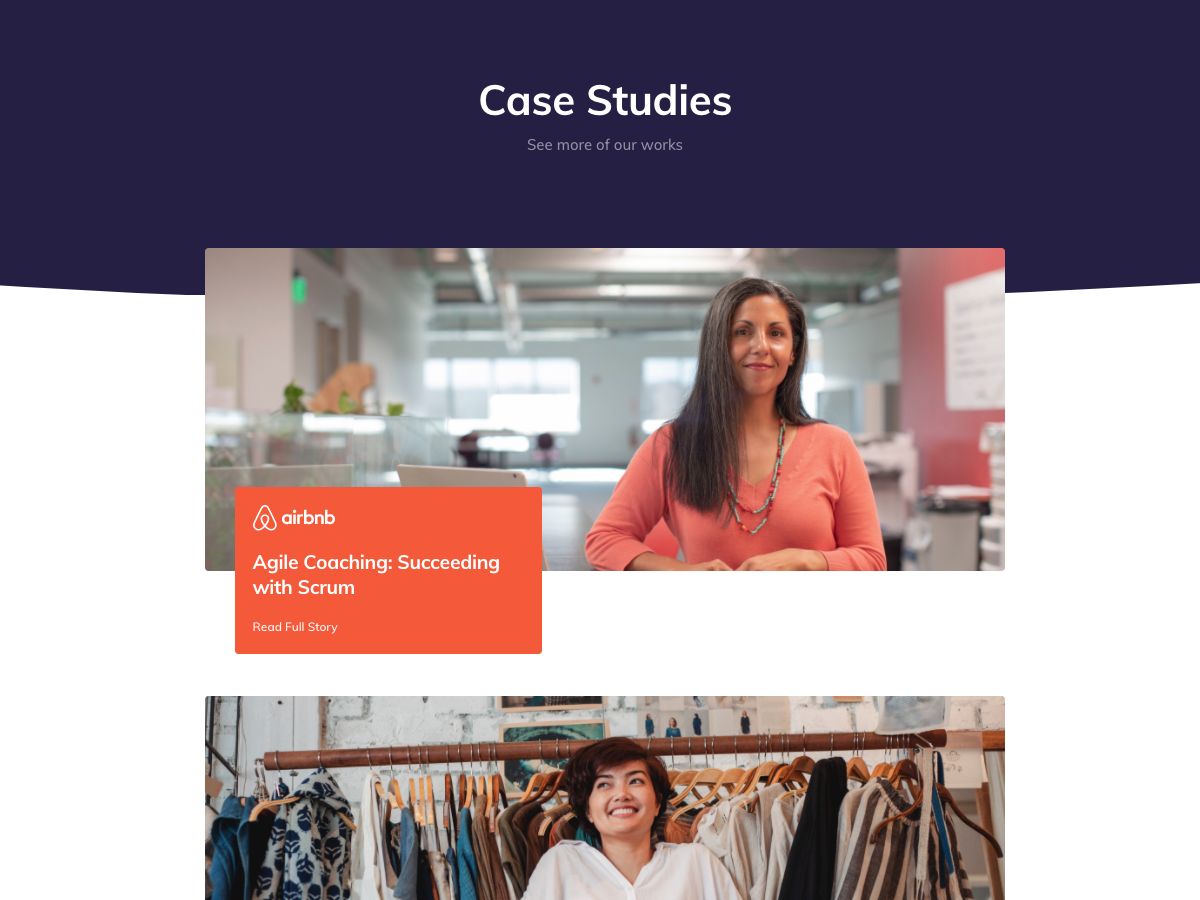 Case Studies
See more of our works
airbnb
Agile Coaching: Succeeding
with Scrum
Read Full Story